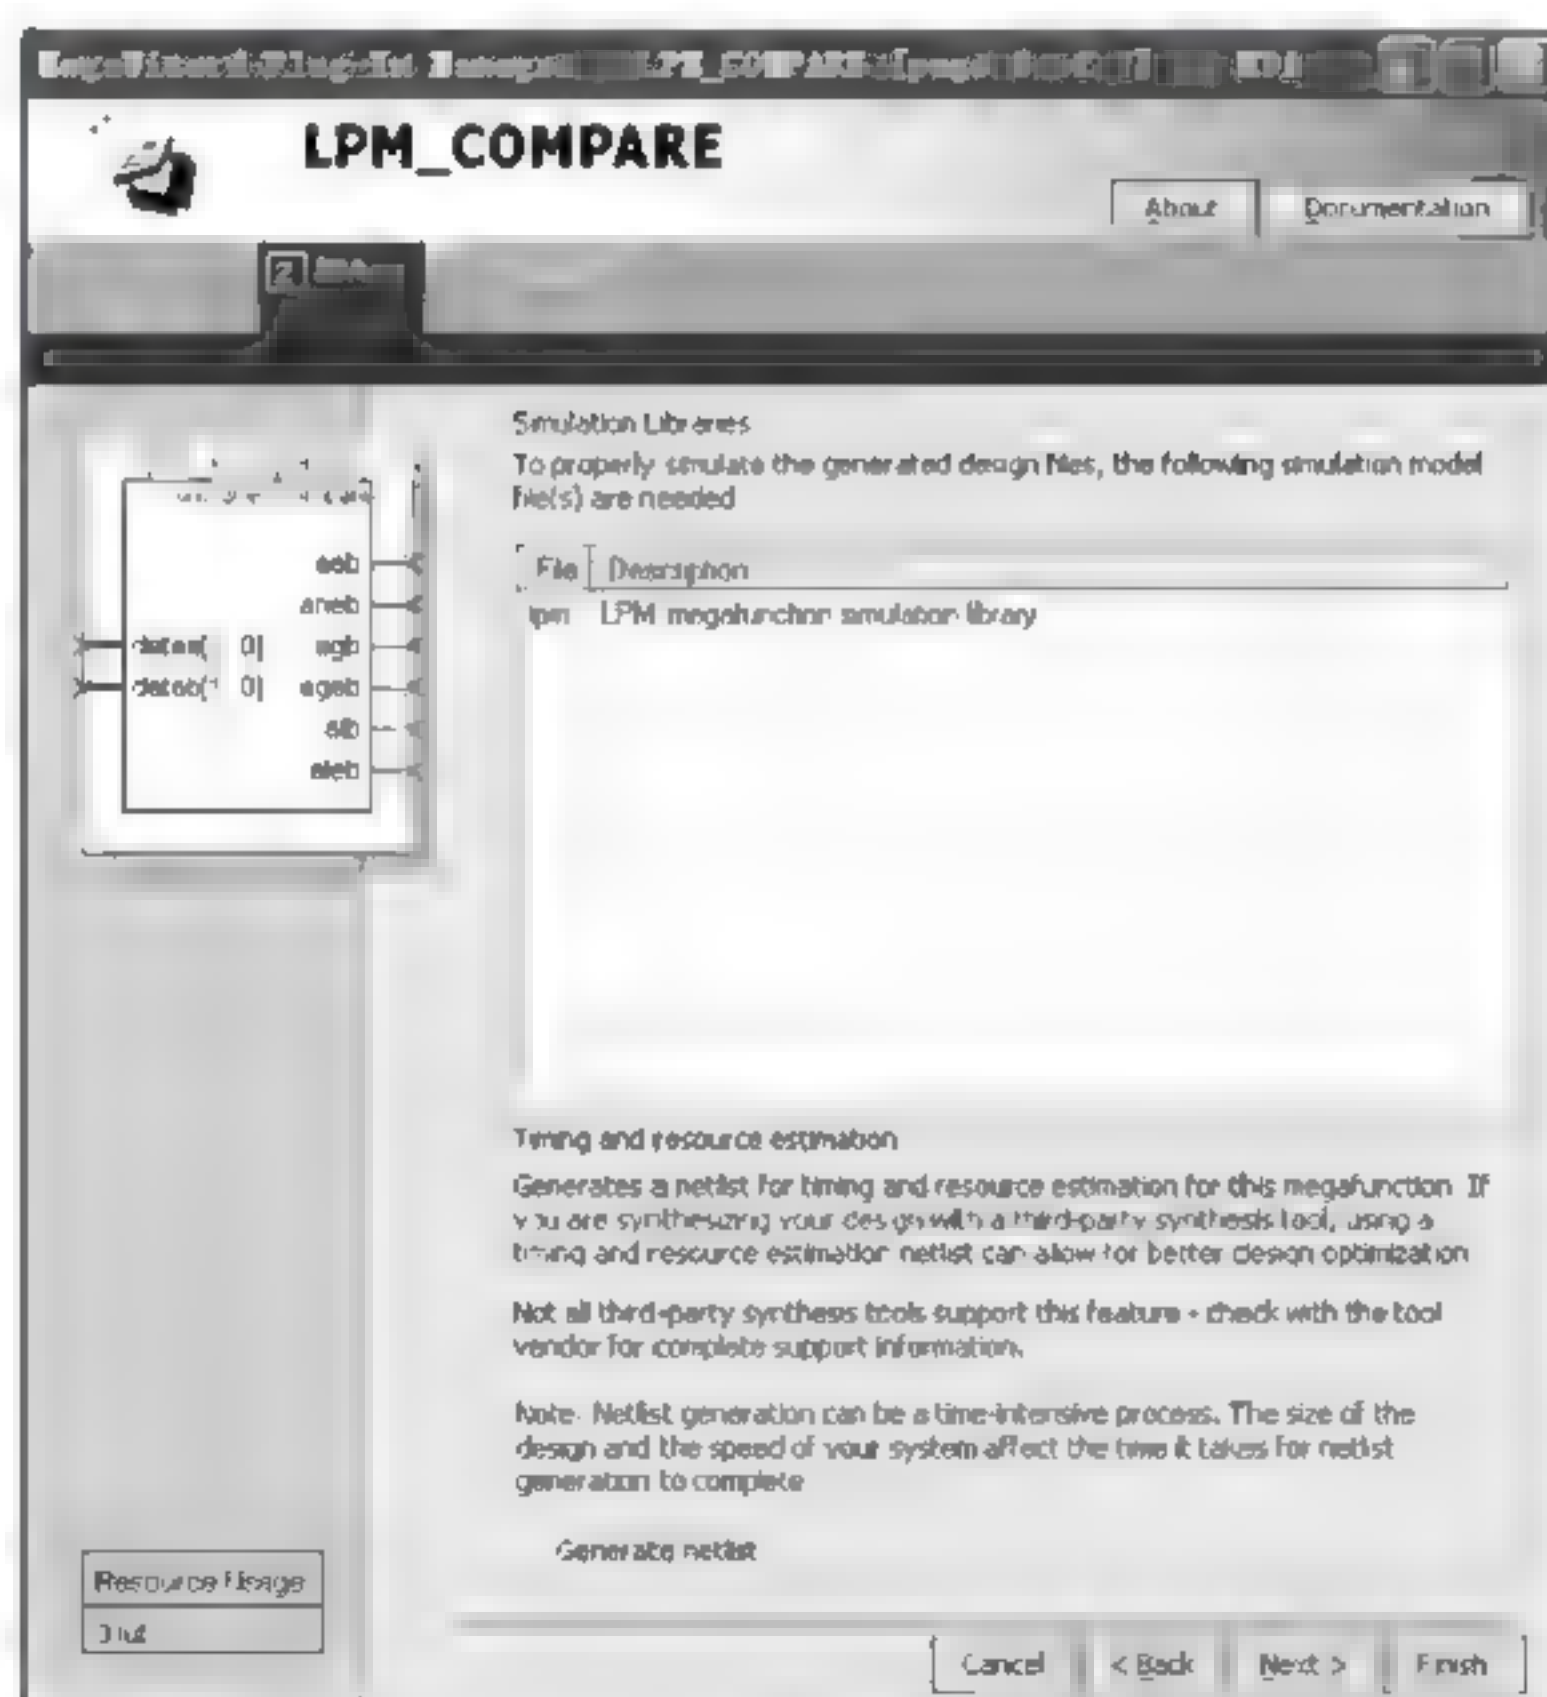 LPM_COMPARE
About
Documentation
2
Simulation Libraries
To properly simulate the generated design files, the following simulation model
file(s) are needed
File Description
lpm LPM megafunction simulation library
aeb
aneb
agb
ageb
alb
aleb
Timing and resource estimation
Generates a netlist for timing and resource estimation for this megafunction If
you are synthesizing your design with a third-party synthesis tool, using a
timing and resource estimation netlist can allow for better design optimization
Not all third-party synthesis tools support this feature - check with the tool
vendor for complete support information.
Note: Netlist generation can be a time-intensive process. The size of the
design and the speed of your system affect the time it takes for netlist
generation to complete
Generate netlist
Resource Usage
Cancel
< Back
Next >
Finish